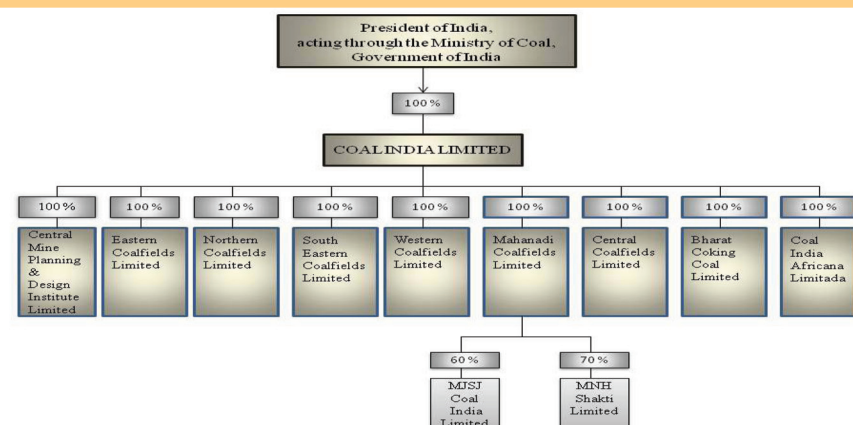 President of India,
acting through the Ministry of Coal,
Government of India
100%
COAL INDIA LIMITED
100%
100%
100%
100%
100%
100%
100%
100%
100%
Central
Mine
Planning
&
Design
Institute
Limited
Eastern
Coalfields
Limited
Northern
Coalfields
Limited
South
Eastern
Coalfields
Limited
Western
Coalfields
Limited
Mahanadi
Coalfields
Limited
Central
Coalfields
Limited
Bharat
Coking
Coal
Limited
Coal
India
Africana
Limitada
60%
70%
MJSJ
Coal
India
Limited
MNH
Shakti
Limited